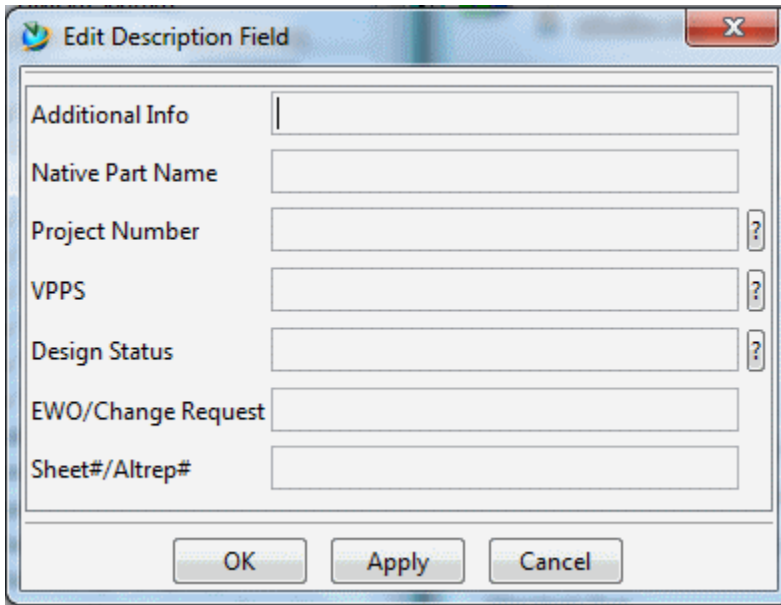 Edit Description Field
Additional Info
Native Part Name
Project Number
?
VPPS
?
Design Status
?
EWO/Change Request
Sheet#/Altrep#
OK Apply Cancel